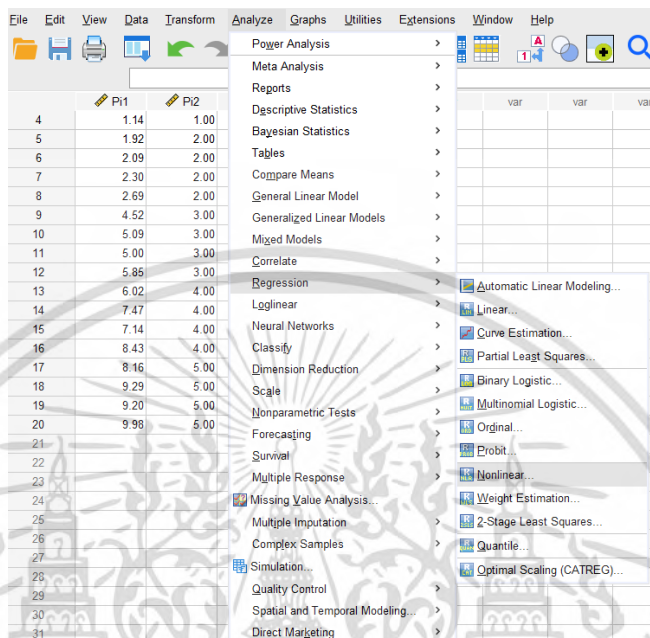 File Edit View Data Transform Analyze Graphs Utilities Extensions Window Help
Pi1 Pi2 var var var
4 1.14 1.00
5 1.92 2.00
6 2.09 2.00
7 2.30 2.00
8 2.69 2.00
9 4.52 3.00
10 5.09 3.00
11 5.00 3.00
12 5.85 3.00
13 6.02 4.00
14 7.47 4.00
15 7.14 4.00
16 8.43 4.00
17 8.16 5.00
18 9.29 5.00
19 9.20 5.00
20 9.98 5.00
21
22
23
24
25
26
27
28
29
30
31
Power Analysis
Meta Analysis
Reports
Descriptive Statistics
Bayesian Statistics
Tables
Compare Means
General Linear Model
Generalized Linear Models
Mixed Models
Correlate
Regression
Loglinear
Neural Networks
Classify
Dimension Reduction
Scale
Nonparametric Tests
Forecasting
Survival
Multiple Response
Missing Value Analysis...
Multiple Imputation
Complex Samples
Simulation...
Quality Control
Spatial and Temporal Modeling...
Direct Marketing
Automatic Linear Modeling...
Linear...
Curve Estimation...
Partial Least Squares...
Binary Logistic...
Multinomial Logistic...
Ordinal...
Probit...
Nonlinear...
Weight Estimation...
2-Stage Least Squares...
Quantile...
Optimal Scaling (CATREG)...